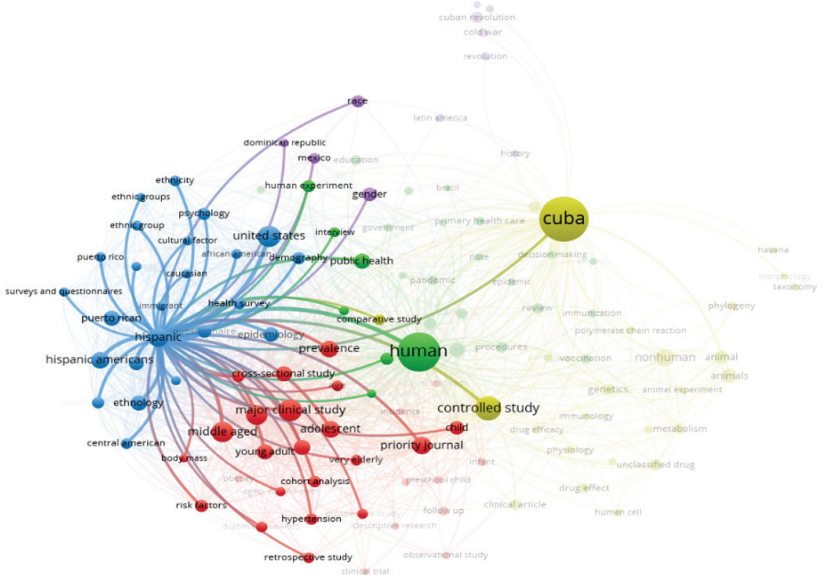 cuban revolution
cold war
revolution
race
latin america
dominican republic
history
mexico
education
ethnicity
human experiment
brazil
gender
ethnic groups
psychology
cuba
ethnic group
primary health care
interview
government
united states
cultural factor
havana
african american
decision making
puerto rico
demography
note
public health
caucasian
morphology
pandemic
epidemic
taxonomy
surveys and questionnaires
immigrant
health survey
phylogeny
review
immunization
puerto rican
comparative study
hispanic
epidemiology
polymerase chain reaction
prevalence
procedures
human
hispanic americans
vaccination
nonhuman
animal
cross-sectional study
animals
genetics
animal experiment
ethnology
major clinical study
incidence
controlled study
immunology
middle aged
adolescent
child
drug efficacy
metabolism
central american
priority journal
young adult
physiology
body mass
very elderly
infant
unclassified drug
obesity
cohort analysis
preschool child
drug effect
risk factors
clinical article
follow up
human cell
hypertension
descriptive research
retrospective study
observational study
clinical trial